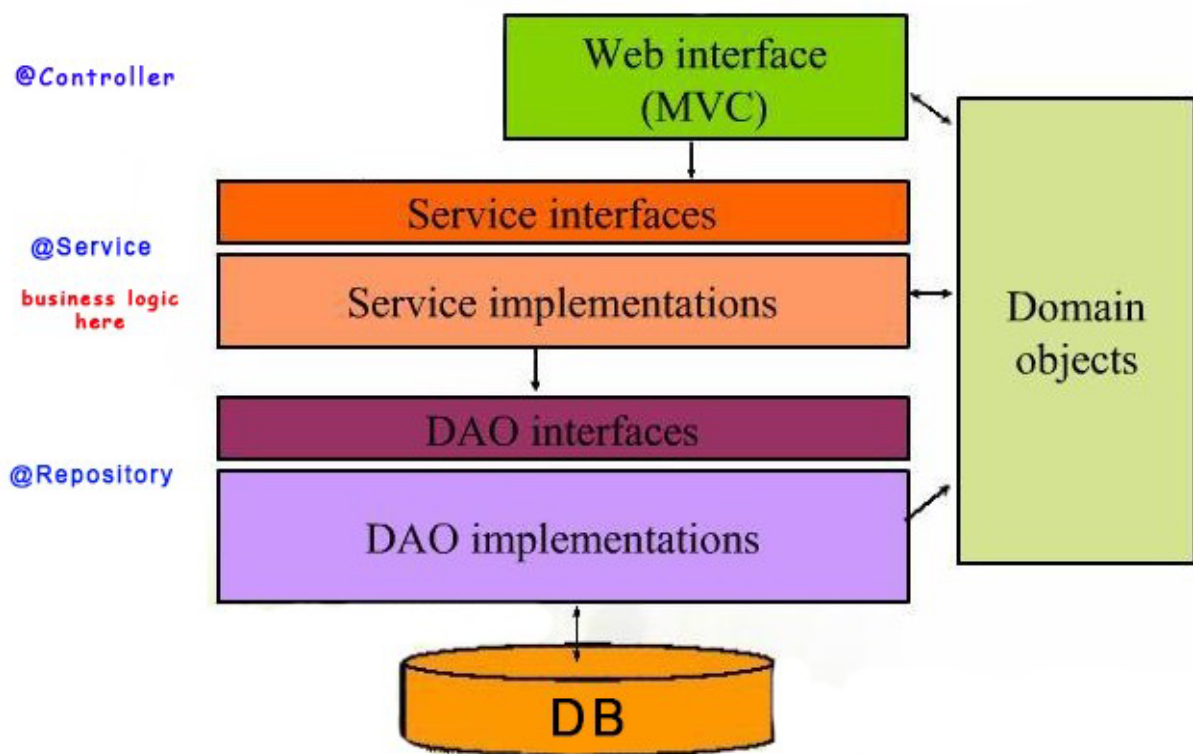 @Controller
Web interface
(MVC)
Service interfaces
@Service
business logic
here
Service implementations
Domain
objects
DAO interfaces
@Repository
DAO implementations
DB